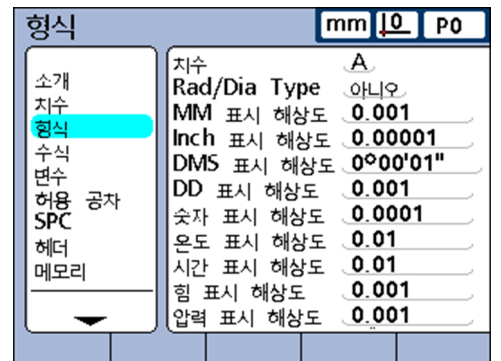 형식
mm 0 P0
소개
치수
형식
수식
변수
허용 공차
SPC
헤더
메모리
치수 A
Rad/Dia Type 아니오
MM 표시 해상도 0.001
Inch 표시 해상도 0.00001
DMS 표시 해상도 0°00'01"
DD 표시 해상도 0.001
숫자 표시 해상도 0.0001
온도 표시 해상도 0.01
시간 표시 해상도 0.01
힘 표시 해상도 0.001
압력 표시 해상도 0.001